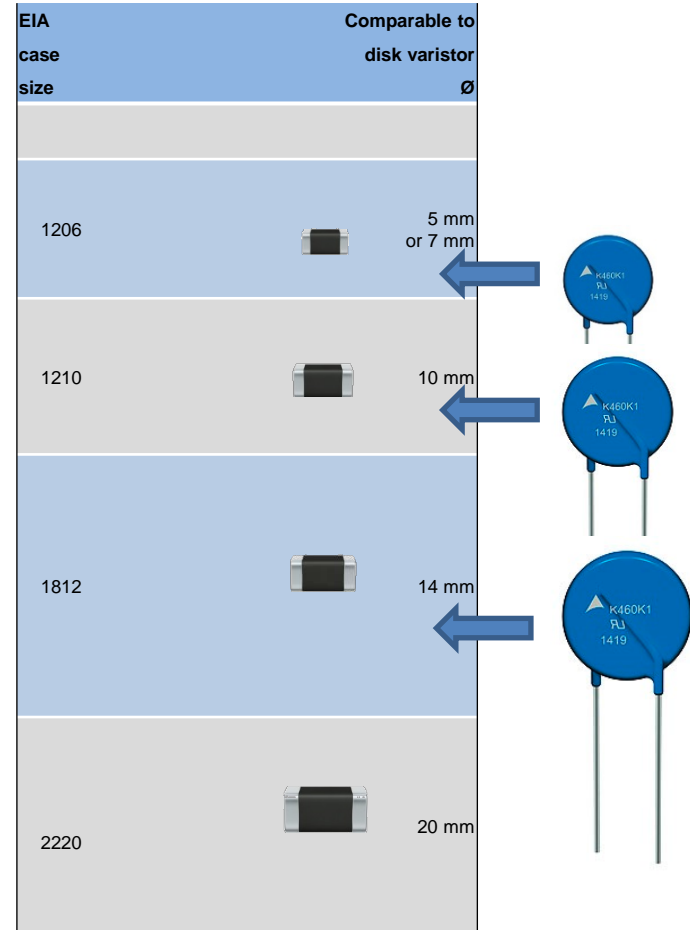 EIA
case
size
Comparable to
disk varistor
Ø
1206
5 mm
or 7 mm
K460K1
1419
1210
10 mm
K460K1
1419
1812
14 mm
K460K1
1419
2220
20 mm